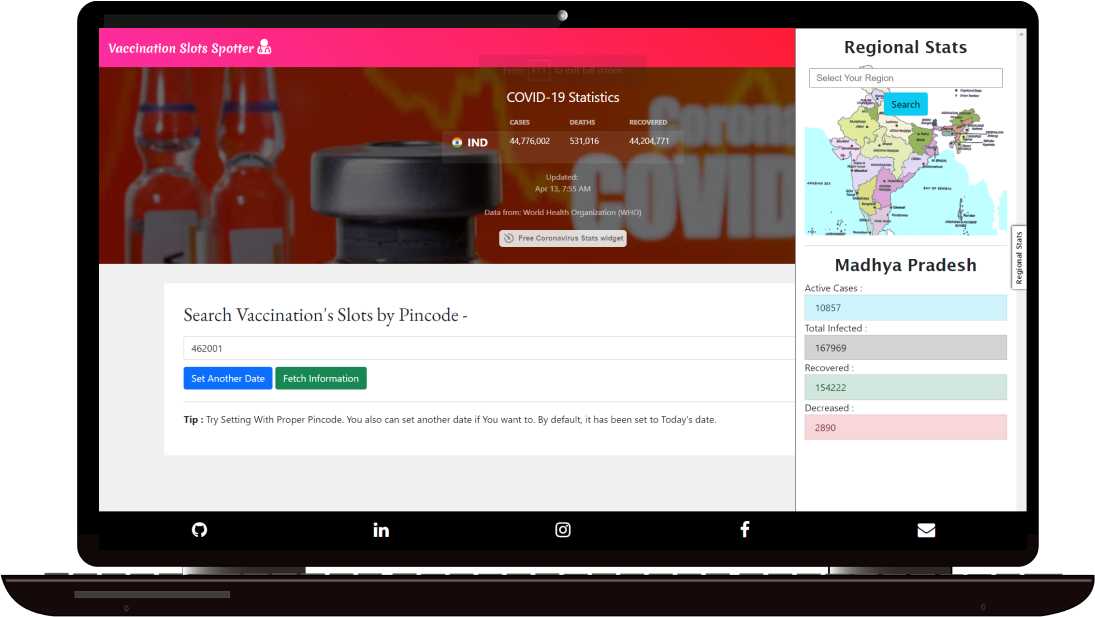 Vaccination Slots Spotter
Press F11 to exit full screen
COVID-19 Statistics
CASES DEATHS RECOVERED
IND 44,776,002 531,016 44,204,771
Updated:
Apr 13, 7:55 AM
Data from: World Health Organization (WHO)
Free Coronavirus Stats widget
Corona
COVID
Search Vaccination's Slots by Pincode -
462001
Set Another Date Fetch Information
Tip : Try Setting With Proper Pincode. You also can set another date if You want to. By default, it has been set to Today's date.
Regional Stats
Select Your Region
Search
ARABIAN SEA
BAY OF BENGAL
Regional Stats
Madhya Pradesh
Active Cases :
10857
Total Infected :
167969
Recovered :
154222
Decreased :
2890